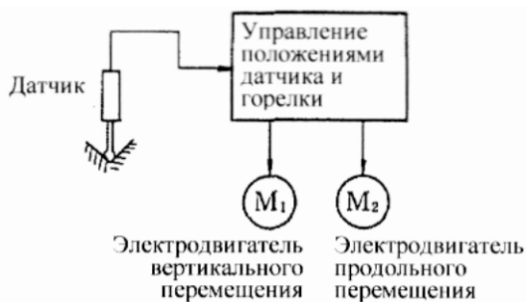 Управление
положениями
датчика и
горелки
Датчик
M₁
M₂
Электродвигатель
вертикального
перемещения
Электродвигатель
продольного
перемещения